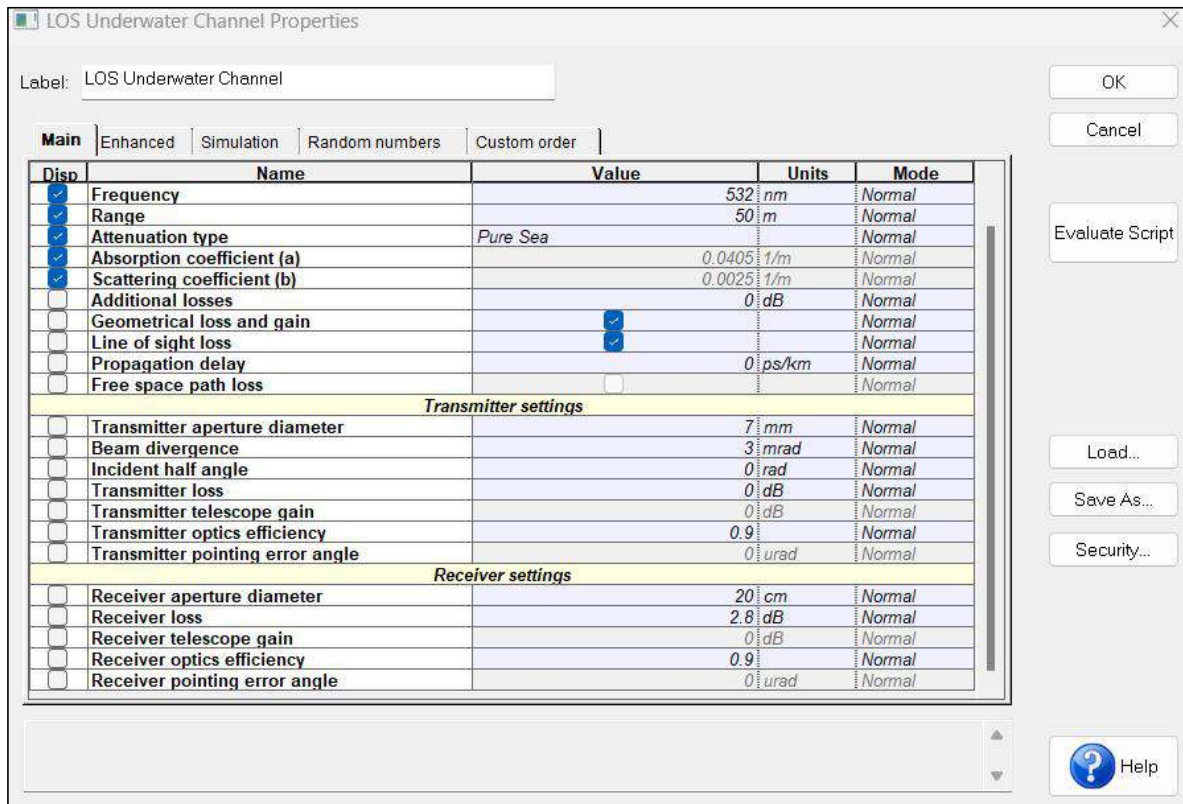 LOS Underwater Channel Properties
Label: LOS Underwater Channel
OK
Cancel
Main Enhanced Simulation Random numbers Custom order
Disp Name Value Units Mode
Frequency 532 nm Normal
Range 50 m Normal
Attenuation type Pure Sea Normal
Evaluate Script
Absorption coefficient (a) 0.0405 1/m Normal
Scattering coefficient (b) 0.0025 1/m Normal
Additional losses 0 dB Normal
Geometrical loss and gain Normal
Line of sight loss Normal
Propagation delay 0 ps/km Normal
Free space path loss Normal
Transmitter settings
Transmitter aperture diameter 7 mm Normal
Beam divergence 3 mrad Normal
Load...
Incident half angle 0 rad Normal
Transmitter loss 0 dB Normal
Save As...
Transmitter telescope gain 0 dB Normal
Transmitter optics efficiency 0.9 Normal
Security...
Transmitter pointing error angle 0 urad Normal
Receiver settings
Receiver aperture diameter 20 cm Normal
Receiver loss 2.8 dB Normal
Receiver telescope gain 0 dB Normal
Receiver optics efficiency 0.9 Normal
Receiver pointing error angle 0 urad Normal
? Help